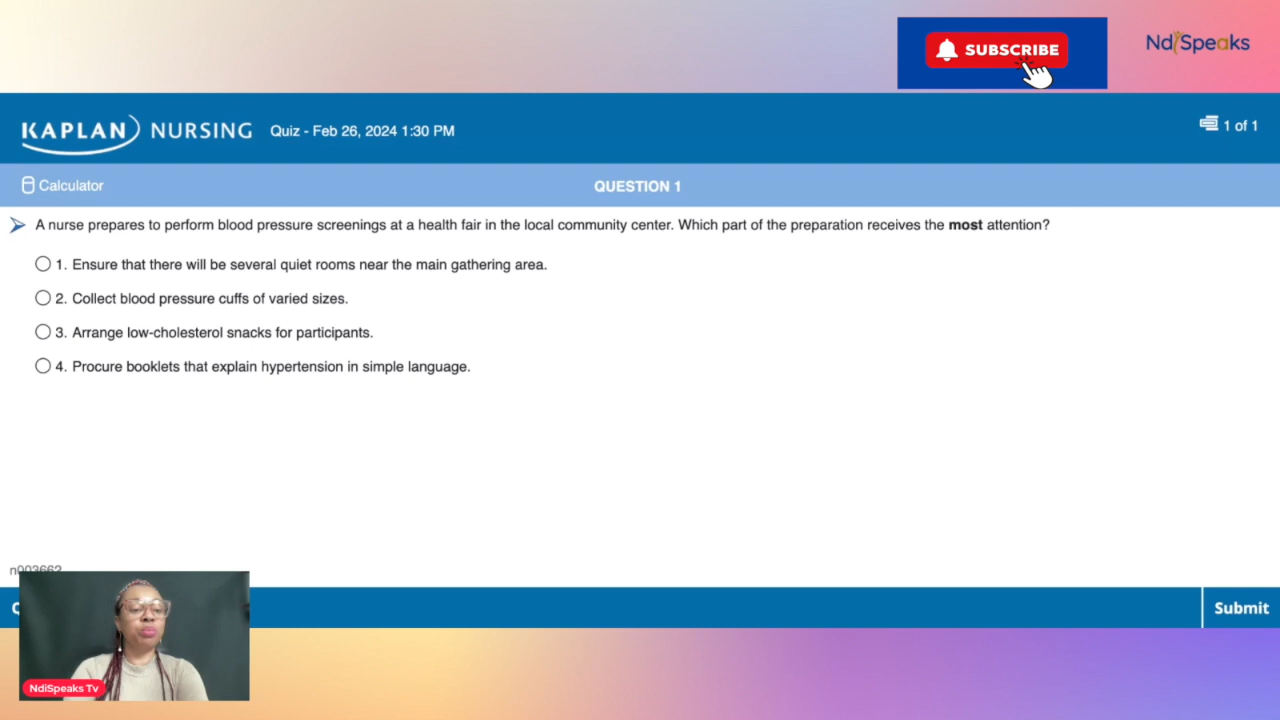 SUBSCRIBE
NdiSpeaks
KAPLAN NURSING Quiz - Feb 26, 2024 1:30 PM
1 of 1
Calculator
QUESTION 1
A nurse prepares to perform blood pressure screenings at a health fair in the local community center. Which part of the preparation receives the most attention?
1. Ensure that there will be several quiet rooms near the main gathering area.
2. Collect blood pressure cuffs of varied sizes.
3. Arrange low-cholesterol snacks for participants.
4. Procure booklets that explain hypertension in simple language.
Submit
NdiSpeaks Tv